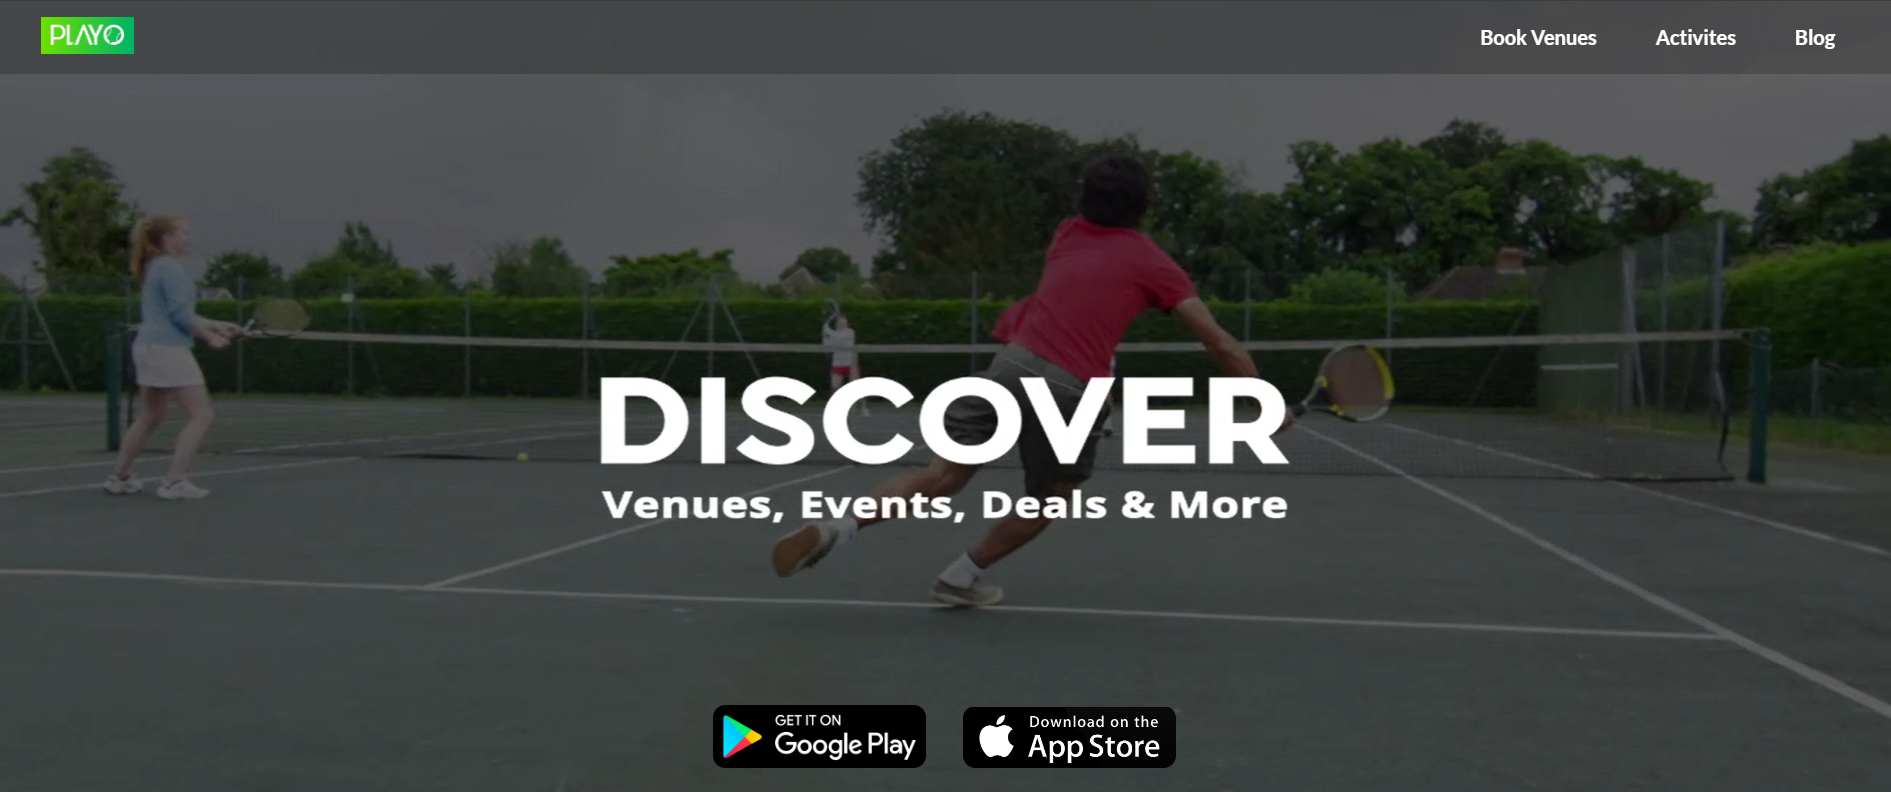 PLAYO
Book Venues
Activites
Blog
DISCOVER
Venues, Events, Deals & More
GET IT ON
Google Play
Download on the
App Store